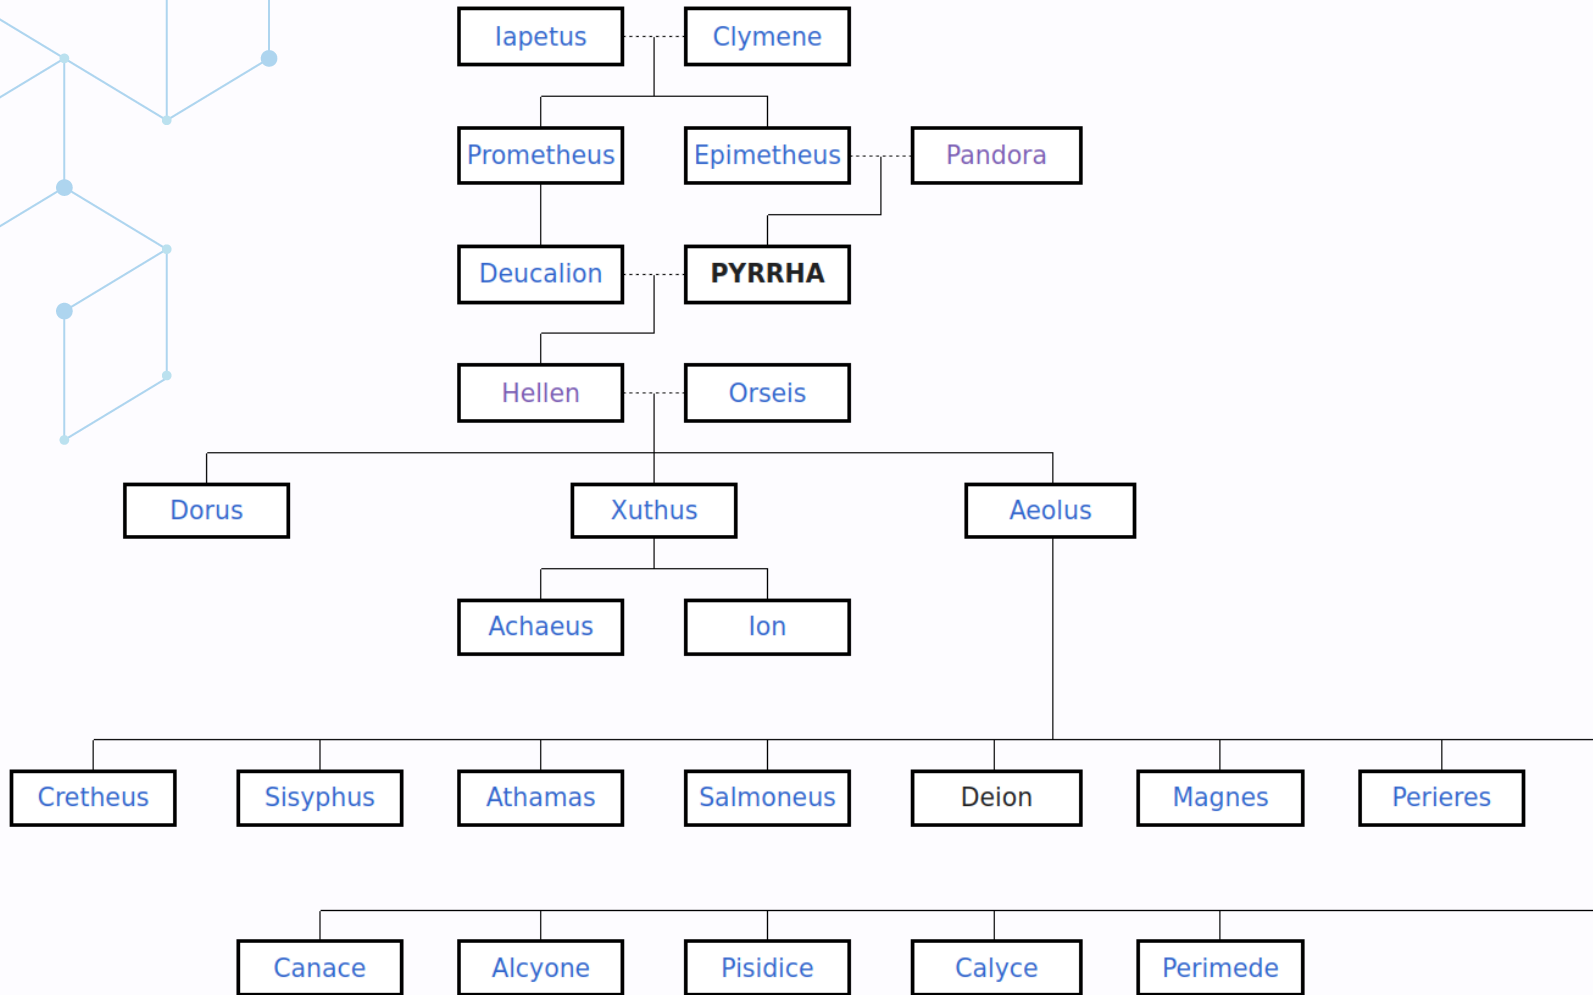 Iapetus Clymene
Prometheus Epimetheus Pandora
Deucalion PYRRHA
Hellen Orseis
Dorus Xuthus Aeolus
Achaeus Ion
Cretheus Sisyphus Athamas Salmoneus Deion Magnes Perieres
Canace Alcyone Pisidice Calyce Perimede